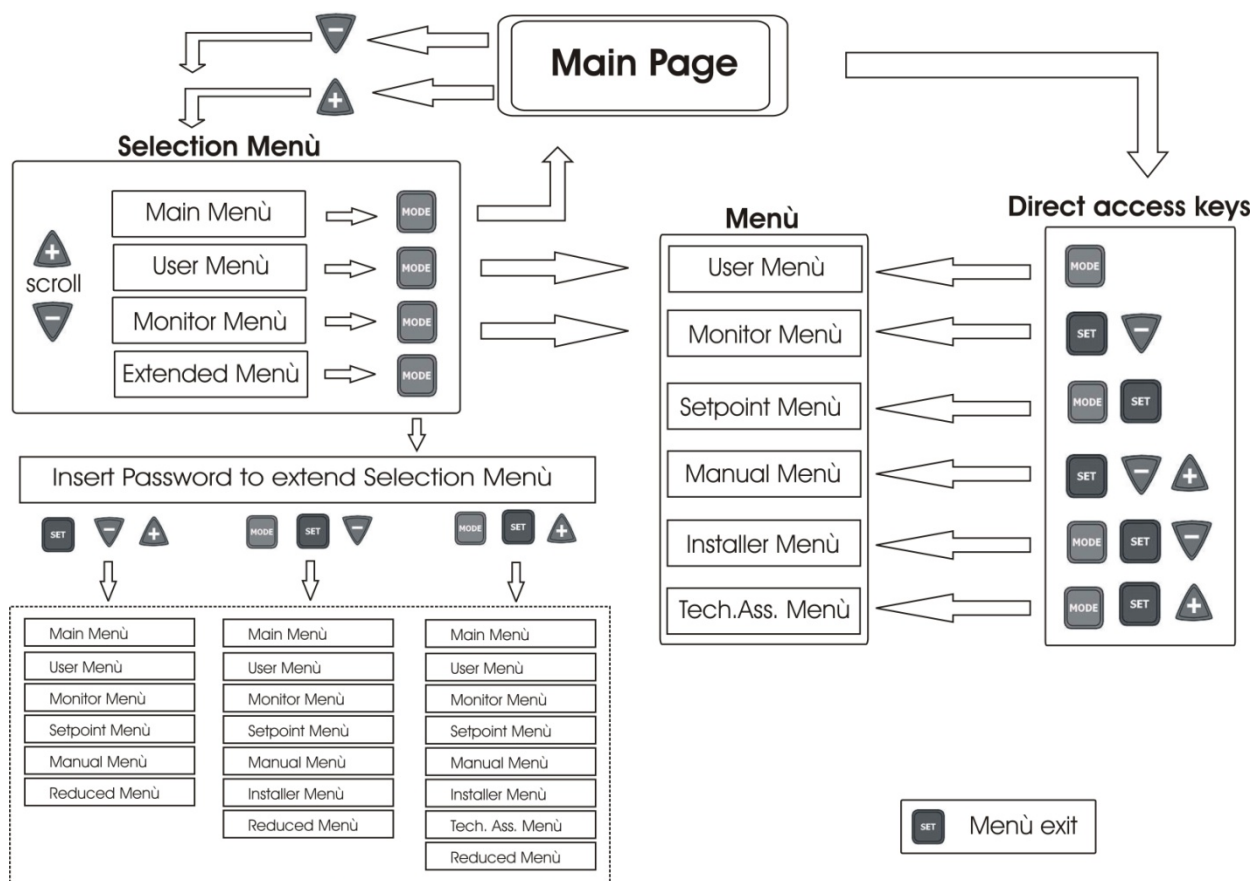 Main Page
Selection Menù
Main Menù
MODE
User Menù
MODE
scroll
Monitor Menù
MODE
Extended Menù
MODE
Insert Password to extend Selection Menù
SET
MODE SET
MODE SET
Main Menù
User Menù
Monitor Menù
Setpoint Menù
Manual Menù
Reduced Menù
Main Menù
User Menù
Monitor Menù
Setpoint Menù
Manual Menù
Installer Menù
Reduced Menù
Main Menù
User Menù
Monitor Menù
Setpoint Menù
Manual Menù
Installer Menù
Tech. Ass. Menù
Reduced Menù
Menù
User Menù
Monitor Menù
Setpoint Menù
Manual Menù
Installer Menù
Tech.Ass. Menù
Direct access keys
MODE
SET
MODE SET
SET
MODE SET
MODE SET
SET Menù exit